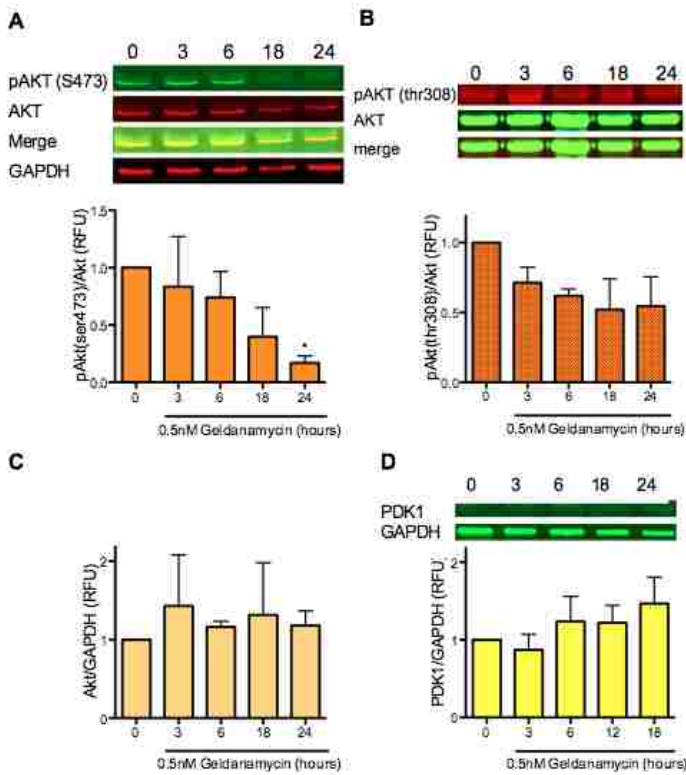 A
0 3 6 18 24
pAKT (S473)
AKT
Merge
GAPDH
1.5
1.0
0.5
0.0
pAkt(ser473)/Akt (RFU)
*
0 3 6 18 24
0.5nM Geldanamycin (hours)
B
0 3 6 18 24
pAKT (thr308)
AKT
merge
1.0
0.5
0.0
pAkt(thr308)/Akt (RFU)
0 3 6 18 24
0.5nM Geldanamycin (hours)
C
2
1
0
Akt/GAPDH (RFU)
0 3 6 18 24
0.5nM Geldanamycin (hours)
D
0 3 6 18 24
PDK1
GAPDH
2
1
0
PDK1/GAPDH (RFU)
0 3 6 12 18
0.5nM Geldanamycin (hours)